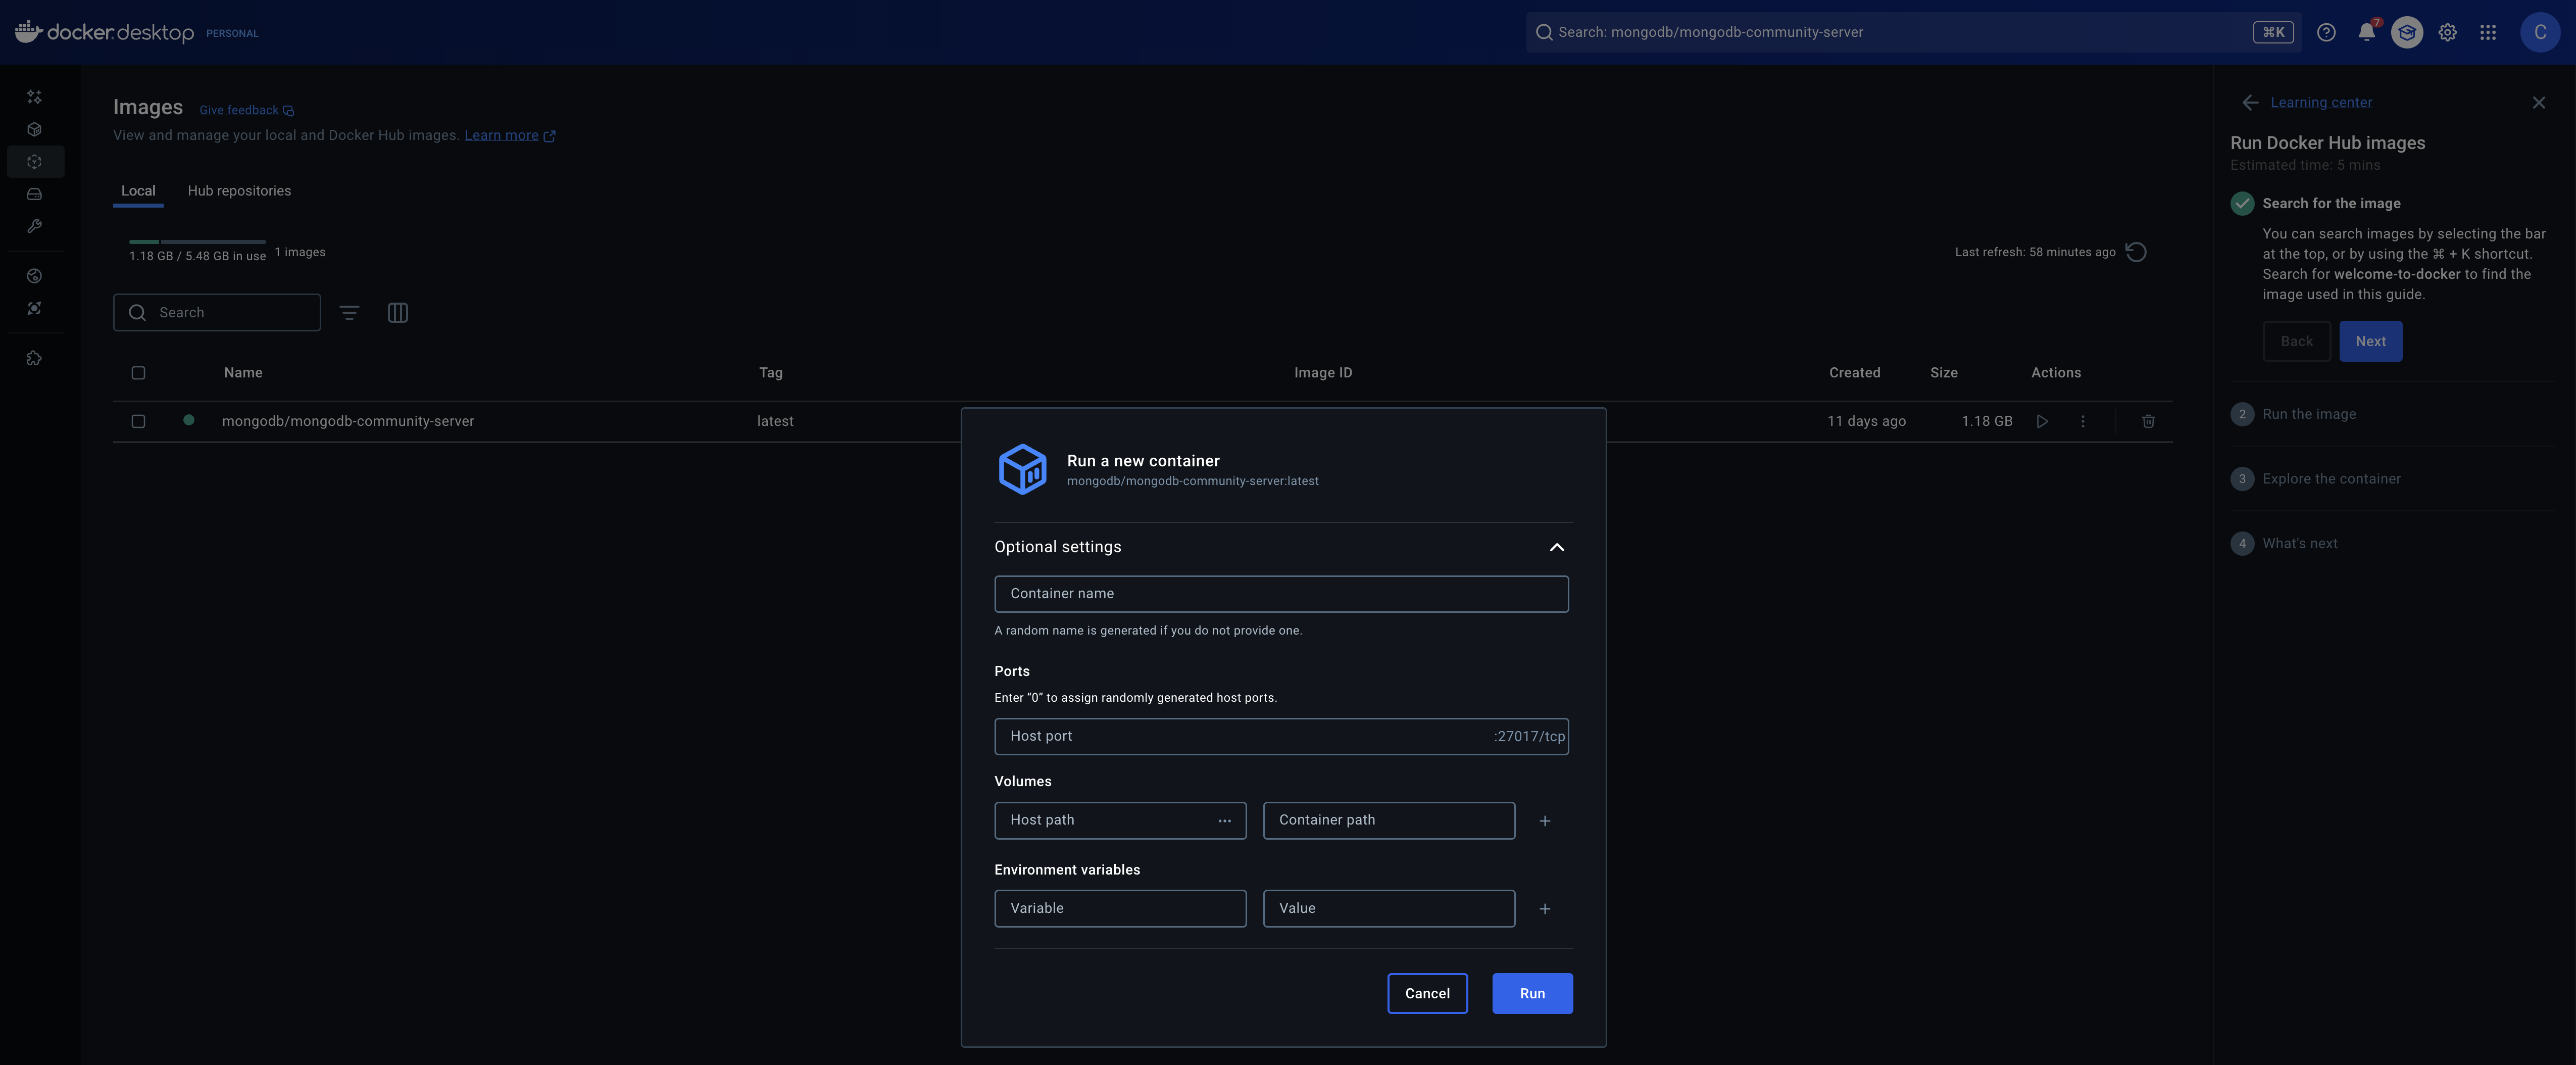 docker.desktop PERSONAL
Search: mongodb/mongodb-community-server
⌘K
7
C
Images Give feedback
View and manage your local and Docker Hub images. Learn more
Local Hub repositories
1.18 GB / 5.48 GB in use 1 images
Last refresh: 58 minutes ago
Search
Name Tag Image ID Created Size Actions
mongodb/mongodb-community-server latest 11 days ago 1.18 GB
Run a new container
mongodb/mongodb-community-server:latest
Optional settings
Container name
A random name is generated if you do not provide one.
Ports
Enter “0” to assign randomly generated host ports.
Host port :27017/tcp
Volumes
Host path ... Container path +
Environment variables
Variable Value +
Cancel Run
Learning center
Run Docker Hub images
Estimated time: 5 mins
Search for the image
You can search images by selecting the bar
at the top, or by using the ⌘ + K shortcut.
Search for welcome-to-docker to find the
image used in this guide.
Back Next
2 Run the image
3 Explore the container
4 What's next